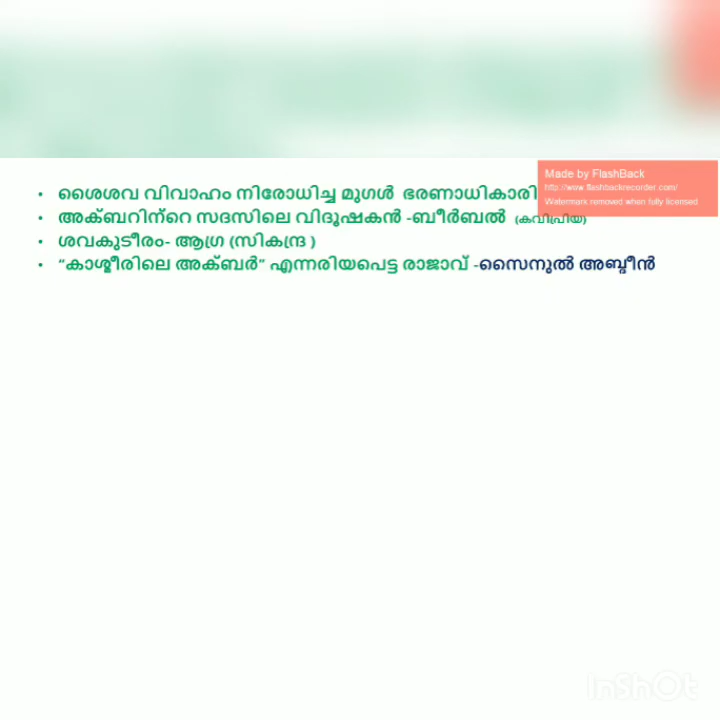 Made by FlashBack
http://www.flashbackrecorder.com/
Watermark removed when fully licensed
• ശൈശവ വിവാഹം നിരോധിച്ച മുഗൾ ഭരണാധികാരി
• അക്ബറിന്റെ സദസിലെ വിദൂഷകൻ -ബീർബൽ (കവിപ്രിയ)
• ശവകുടീരം- ആഗ്ര (സികന്ദ്ര )
• “കാശ്മീരിലെ അക്ബർ” എന്നരിയപെട്ട രാജാവ് -സൈനുൽ അബ്ദീൻ
InShOt